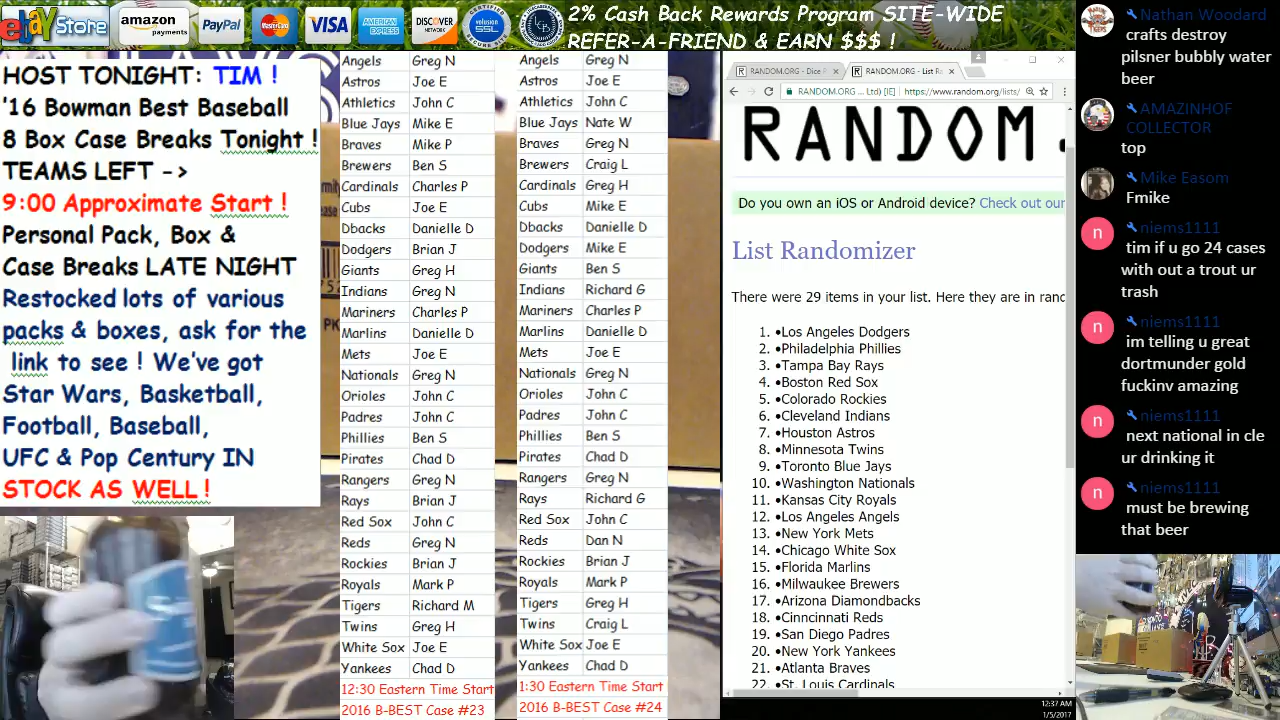 ebay Store
amazon payments
PayPal
MasterCard
VISA
AMERICAN EXPRESS
DISCOVER NETWORK
volusion SSL
2% Cash Back Rewards Program SITE-WIDE
REFER-A-FRIEND & EARN $$$ !
HOST TONIGHT: TIM !
'16 Bowman Best Baseball
8 Box Case Breaks Tonight !
TEAMS LEFT ->
9:00 Approximate Start !
Personal Pack, Box &
Case Breaks LATE NIGHT
Restocked lots of various
packs & boxes, ask for the
link to see ! We've got
Star Wars, Basketball,
Football, Baseball,
UFC & Pop Century IN
STOCK AS WELL !
Angels Greg N
Astros Joe E
Athletics John C
Blue Jays Mike E
Braves Mike P
Brewers Ben S
Cardinals Charles P
Cubs Joe E
Dbacks Danielle D
Dodgers Brian J
Giants Greg H
Indians Greg N
Mariners Charles P
Marlins Danielle D
Mets Joe E
Nationals Greg N
Orioles John C
Padres John C
Phillies Ben S
Pirates Chad D
Rangers Greg N
Rays Brian J
Red Sox John C
Reds Greg N
Rockies Brian J
Royals Mark P
Tigers Richard M
Twins Greg H
White Sox Joe E
Yankees Chad D
12:30 Eastern Time Start
2016 B-BEST Case #23
Angels Greg N
Astros Joe E
Athletics John C
Blue Jays Nate W
Braves Greg N
Brewers Craig L
Cardinals Greg H
Cubs Mike E
Dbacks Danielle D
Dodgers Mike E
Giants Ben S
Indians Richard G
Mariners Charles P
Marlins Danielle D
Mets Joe E
Nationals Greg N
Orioles John C
Padres John C
Phillies Ben S
Pirates Chad D
Rangers Greg N
Rays Richard G
Red Sox John C
Reds Dan N
Rockies Brian J
Royals Mark P
Tigers Greg H
Twins Craig L
White Sox Joe E
Yankees Chad D
1:30 Eastern Time Start
2016 B-BEST Case #24
RANDOM.ORG - Dice R
RANDOM.ORG - List Ra
RANDOM.ORG Ltd) [IE] https://www.random.org/lists/
RANDOM.
Do you own an iOS or Android device? Check out our
List Randomizer
There were 29 items in your list. Here they are in rand
1. •Los Angeles Dodgers
2. •Philadelphia Phillies
3. •Tampa Bay Rays
4. •Boston Red Sox
5. •Colorado Rockies
6. •Cleveland Indians
7. •Houston Astros
8. •Minnesota Twins
9. •Toronto Blue Jays
10. •Washington Nationals
11. •Kansas City Royals
12. •Los Angeles Angels
13. •New York Mets
14. •Chicago White Sox
15. •Florida Marlins
16. •Milwaukee Brewers
17. •Arizona Diamondbacks
18. •Cinncinnati Reds
19. •San Diego Padres
20. •New York Yankees
21. •Atlanta Braves
22. •St. Louis Cardinals
12:37 AM
1/5/2017
Nathan Woodard
crafts destroy
pilsner bubbly water
beer
AMAZINHOF
COLLECTOR
top
Mike Easom
Fmike
niems1111
tim if u go 24 cases
with out a trout ur
trash
niems1111
im telling u great
dortmunder gold
fuckinv amazing
niems1111
next national in cle
ur drinking it
niems1111
must be brewing
that beer